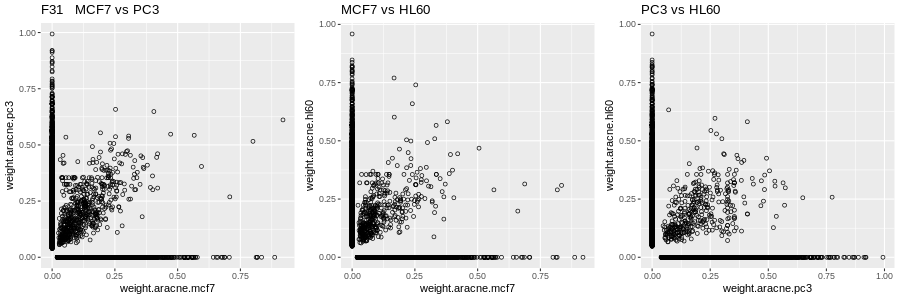 F31   MCF7 vs PC3
1.00
0.75
0.50
0.25
0.00
weight.aracne.pc3
0.00 0.25 0.50 0.75
weight.aracne.mcf7
MCF7 vs HL60
1.00
0.75
0.50
0.25
0.00
weight.aracne.hl60
0.00 0.25 0.50 0.75
weight.aracne.mcf7
PC3 vs HL60
1.00
0.75
0.50
0.25
0.00
weight.aracne.hl60
0.00 0.25 0.50 0.75 1.00
weight.aracne.pc3